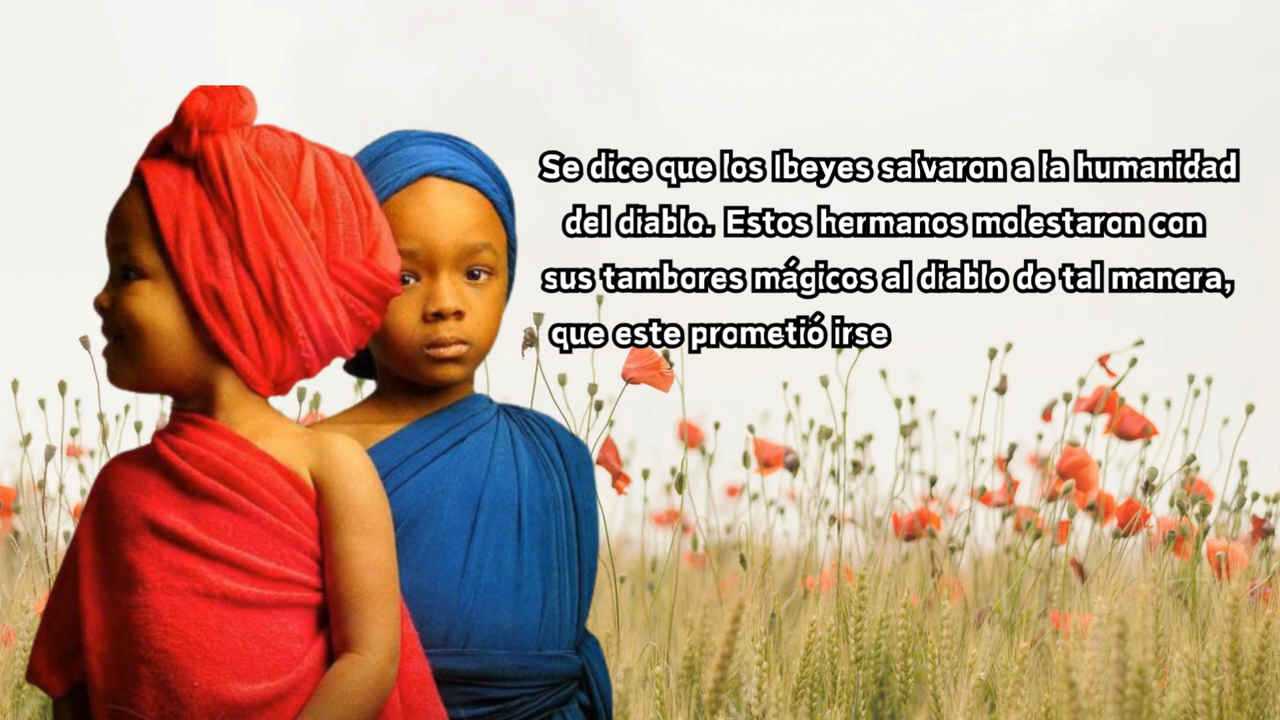 Se dice que los Ibeyes salvaron a la humanidad
del diablo. Estos hermanos molestaron con
sus tambores mágicos al diablo de tal manera,
que este prometió irse